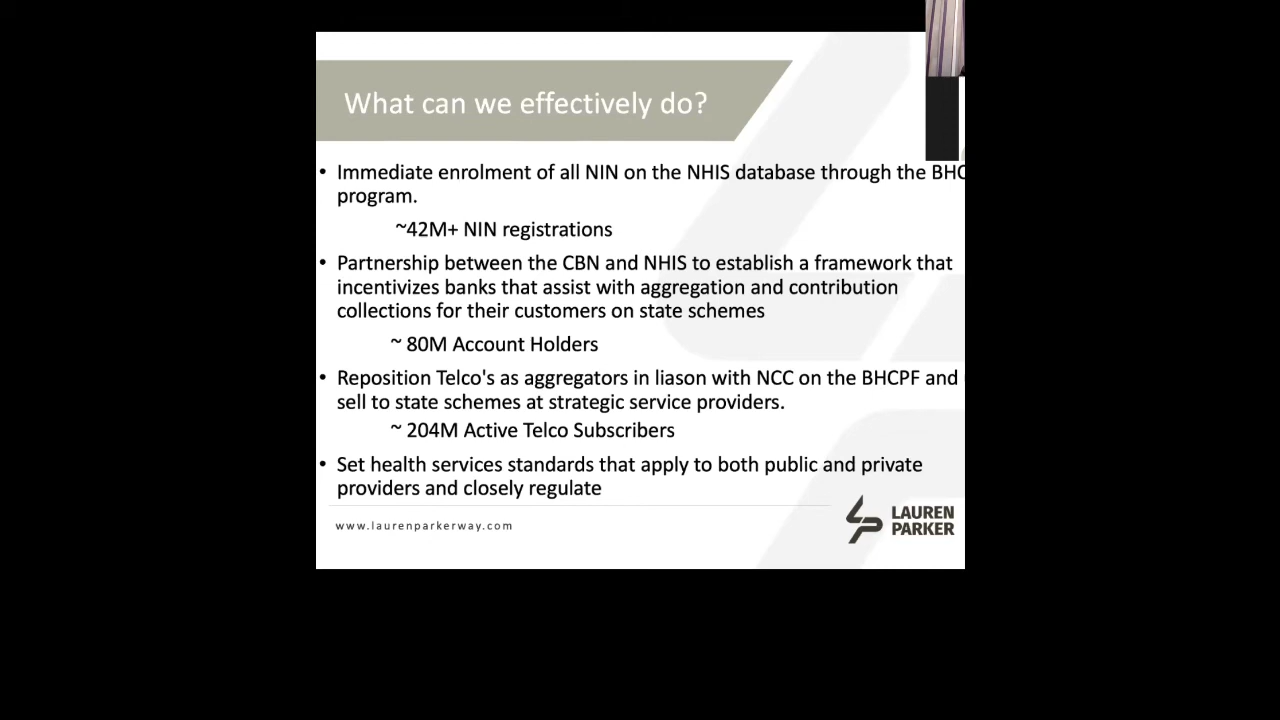 What can we effectively do?
• Immediate enrolment of all NIN on the NHIS database through the BHC
program.
~42M+ NIN registrations
• Partnership between the CBN and NHIS to establish a framework that
incentivizes banks that assist with aggregation and contribution
collections for their customers on state schemes
~ 80M Account Holders
• Reposition Telco's as aggregators in liason with NCC on the BHCPF and
sell to state schemes at strategic service providers.
~ 204M Active Telco Subscribers
• Set health services standards that apply to both public and private
providers and closely regulate
www.laurenparkerway.com
LAUREN
PARKER